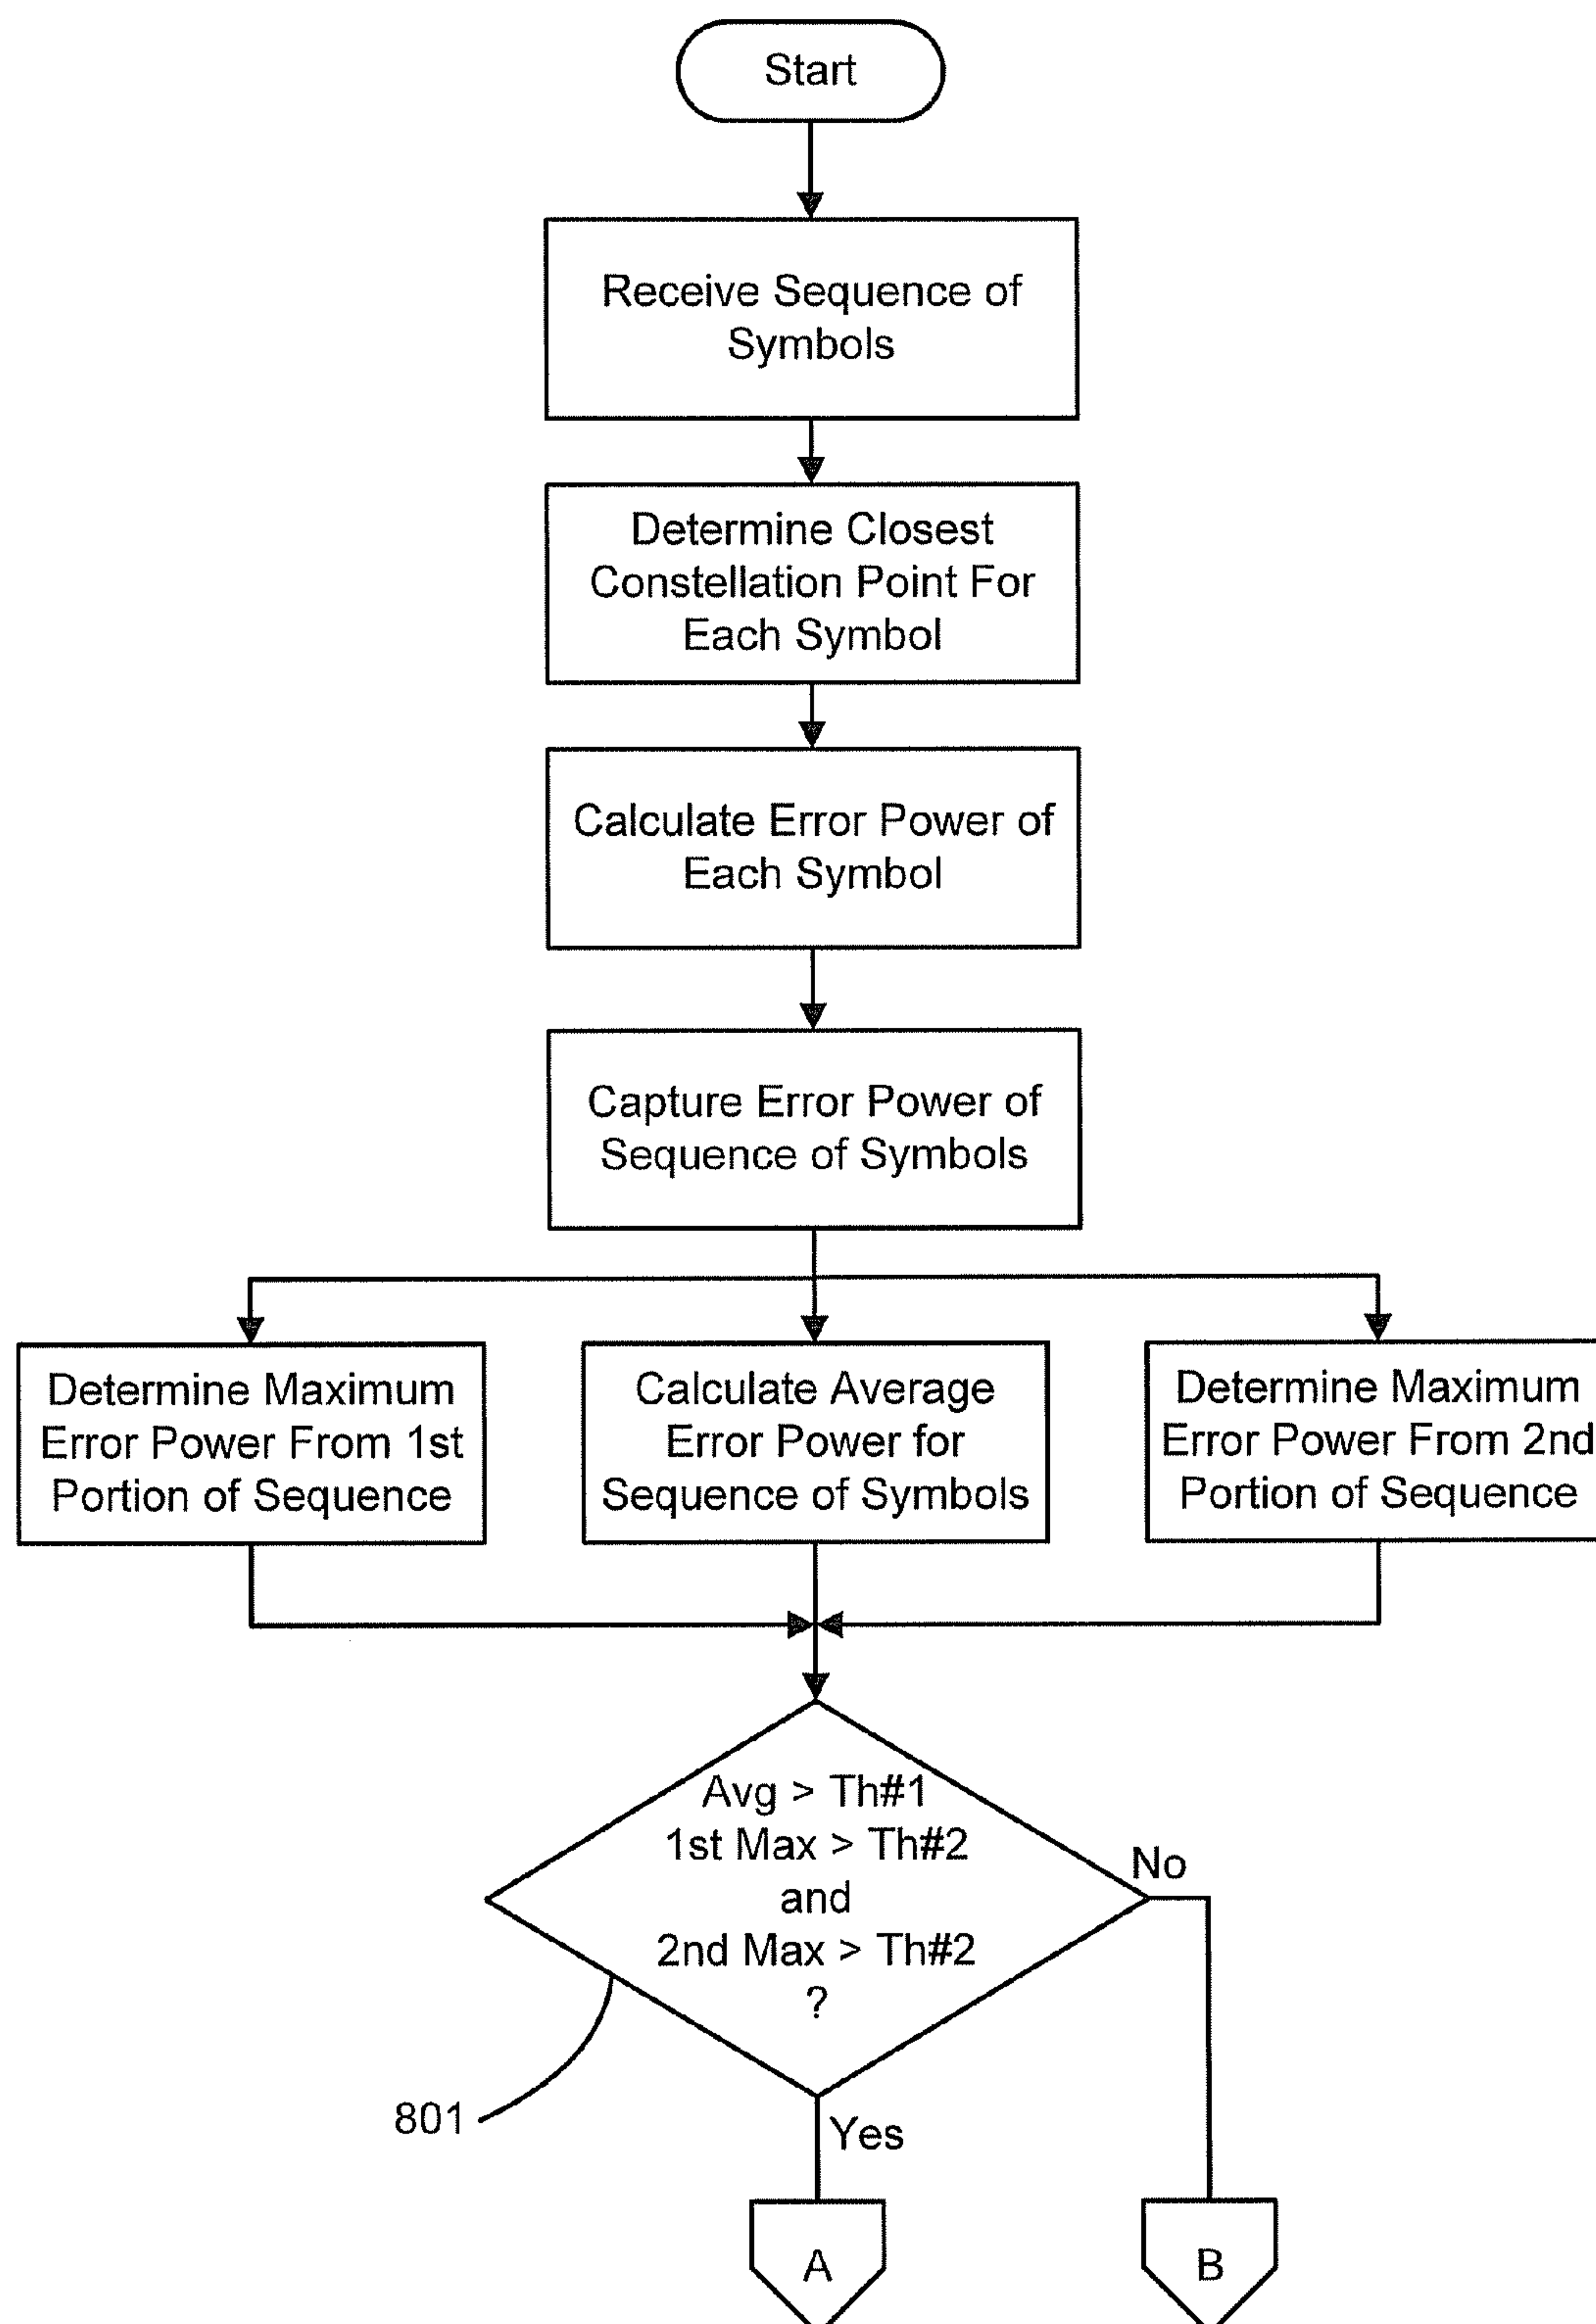 Start
Receive Sequence of
Symbols
Determine Closest
Constellation Point For
Each Symbol
Calculate Error Power of
Each Symbol
Capture Error Power of
Sequence of Symbols
Determine Maximum
Error Power From 1st
Portion of Sequence
Calculate Average
Error Power for
Sequence of Symbols
Determine Maximum
Error Power From 2nd
Portion of Sequence
Avg > Th#1
1st Max > Th#2
and
2nd Max > Th#2
?
No
801
Yes
A
B